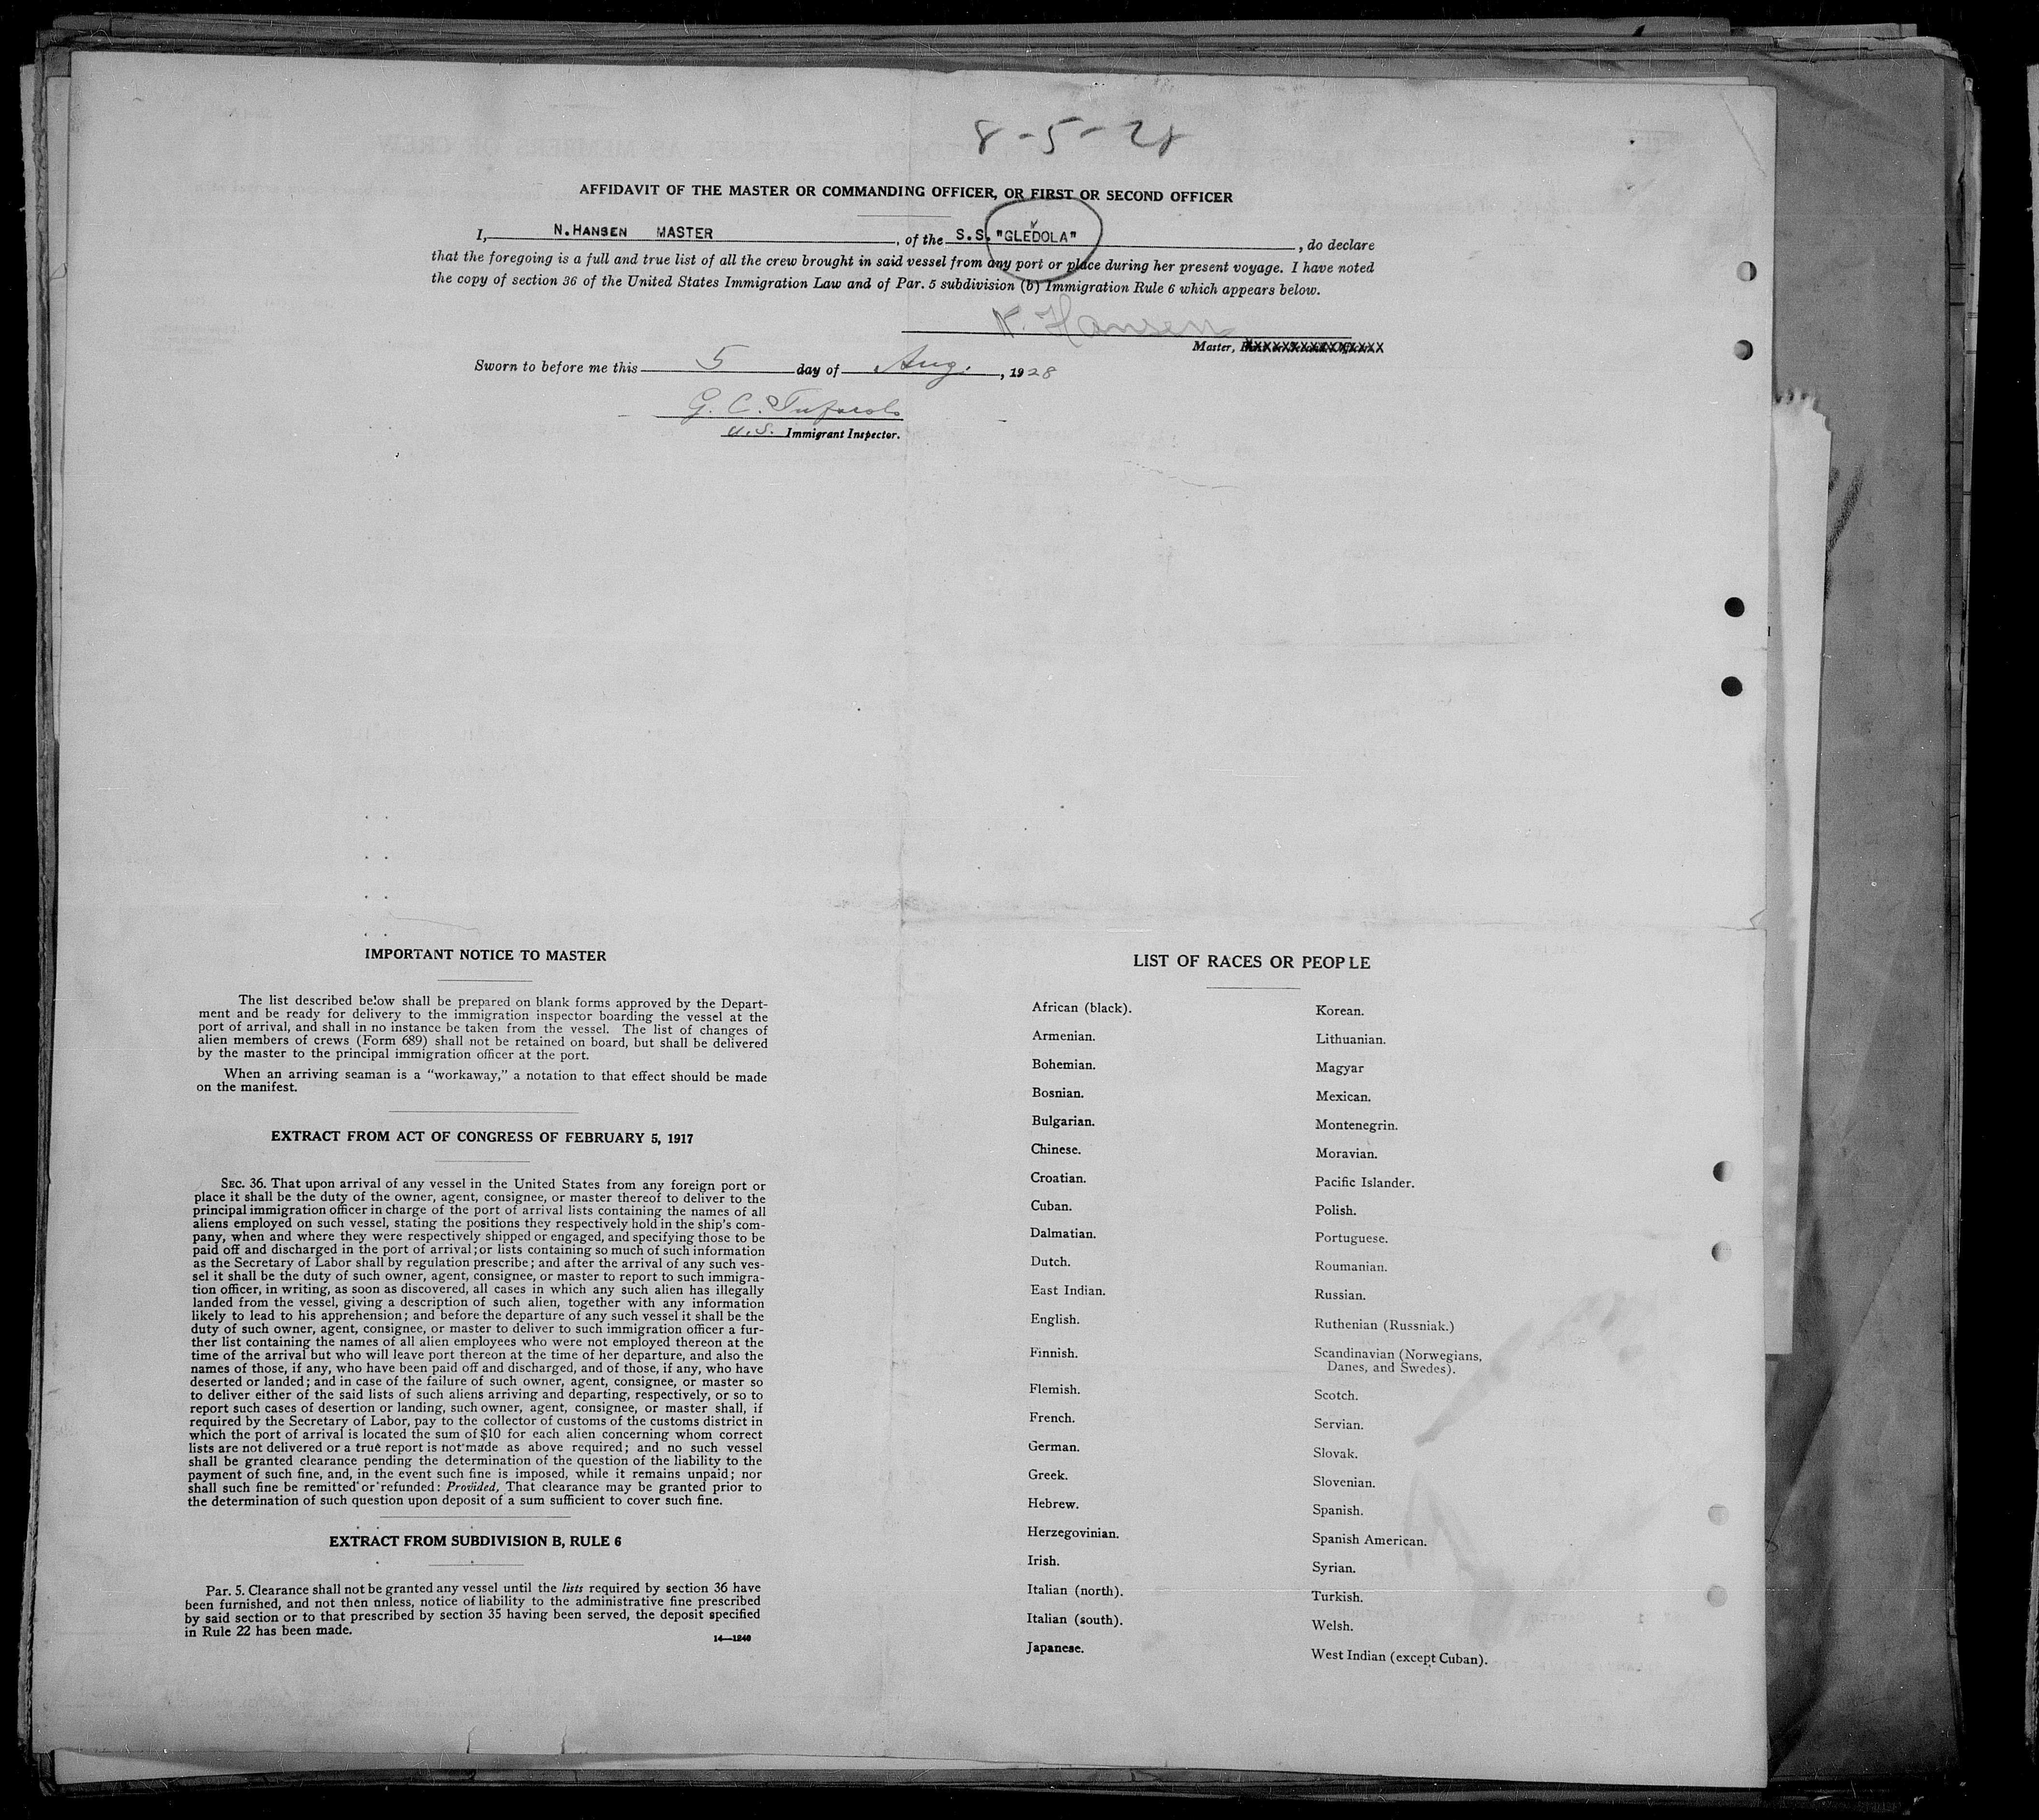 8-5-28
AFFIDAVIT OF THE MASTER OR COMMANDING OFFICER, OR FIRST OR SECOND OFFICER
I, N. HANSEN MASTER, of the S.S. "GLEDOLA", do declare
that the foregoing is a full and true list of all the crew brought in said vessel from any port or place during her present voyage. I have noted
the copy of section 36 of the United States Immigration Law and of Par. 5 subdivision (b) Immigration Rule 6 which appears below.
N. Hansen
Master,
Sworn to before me this 5 day of Aug., 1928
G. C.
U.S. Immigrant Inspector.
IMPORTANT NOTICE TO MASTER
The list described below shall be prepared on blank forms approved by the Depart-
ment and be ready for delivery to the immigration inspector boarding the vessel at the
port of arrival, and shall in no instance be taken from the vessel. The list of changes of
alien members of crews (Form 689) shall not be retained on board, but shall be delivered
by the master to the principal immigration officer at the port.
When an arriving seaman is a "workaway," a notation to that effect should be made
on the manifest.
EXTRACT FROM ACT OF CONGRESS OF FEBRUARY 5, 1917
SEC. 36. That upon arrival of any vessel in the United States from any foreign port or
place it shall be the duty of the owner, agent, consignee, or master thereof to deliver to the
principal immigration officer in charge of the port of arrival lists containing the names of all
aliens employed on such vessel, stating the positions they respectively hold in the ship's com-
pany, when and where they were respectively shipped or engaged, and specifying those to be
paid off and discharged in the port of arrival; or lists containing so much of such information
as the Secretary of Labor shall by regulation prescribe; and after the arrival of any such ves-
sel it shall be the duty of such owner, agent, consignee, or master to report to such immigra-
tion officer, in writing, as soon as discovered, all cases in which any such alien has illegally
landed from the vessel, giving a description of such alien, together with any information
likely to lead to his apprehension; and before the departure of any such vessel it shall be the
duty of such owner, agent, consignee, or master to deliver to such immigration officer a fur-
ther list containing the names of all alien employees who were not employed thereon at the
time of the arrival but who will leave port thereon at the time of her departure, and also the
names of those, if any, who have been paid off and discharged, and of those, if any, who have
deserted or landed; and in case of the failure of such owner, agent, consignee, or master so
to deliver either of the said lists of such aliens arriving and departing, respectively, or so to
report such cases of desertion or landing, such owner, agent, consignee, or master shall, if
required by the Secretary of Labor, pay to the collector of customs of the customs district in
which the port of arrival is located the sum of $10 for each alien concerning whom correct
lists are not delivered or a true report is not made as above required; and no such vessel
shall be granted clearance pending the determination of the question of the liability to the
payment of such fine, and, in the event such fine is imposed, while it remains unpaid; nor
shall such fine be remitted or refunded: Provided, That clearance may be granted prior to
the determination of such question upon deposit of a sum sufficient to cover such fine.
EXTRACT FROM SUBDIVISION B, RULE 6
Par. 5. Clearance shall not be granted any vessel until the lists required by section 36 have
been furnished, and not then unless, notice of liability to the administrative fine prescribed
by said section or to that prescribed by section 35 having been served, the deposit specified
in Rule 22 has been made.
14—1240
LIST OF RACES OR PEOPLE
African (black).
Armenian.
Bohemian.
Bosnian.
Bulgarian.
Chinese.
Croatian.
Cuban.
Dalmatian.
Dutch.
East Indian.
English.
Finnish.
Flemish.
French.
German.
Greek.
Hebrew.
Herzegovinian.
Irish.
Italian (north).
Italian (south).
Japanese.
Korean.
Lithuanian.
Magyar
Mexican.
Montenegrin.
Moravian.
Pacific Islander.
Polish.
Portuguese.
Roumanian.
Russian.
Ruthenian (Russniak.)
Scandinavian (Norwegians,
Danes, and Swedes).
Scotch.
Servian.
Slovak.
Slovenian.
Spanish.
Spanish American.
Syrian.
Turkish.
Welsh.
West Indian (except Cuban).